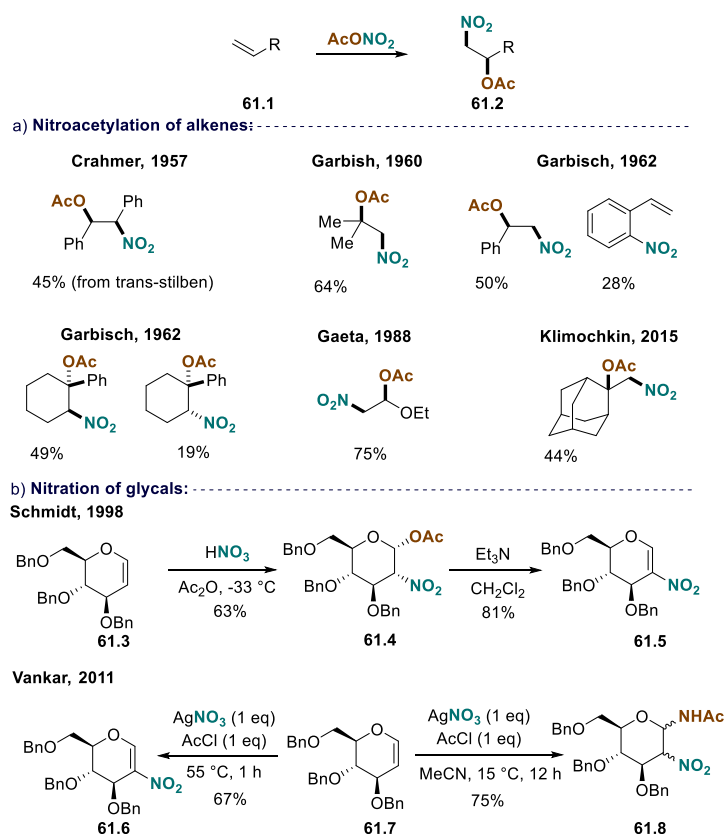 NO2
AcONO2
R
R
OAc
61.1
61.2
a) Nitroacetylation of alkenes:
Crahmer, 1957
Garbish, 1960
Garbisch, 1962
AcO
Ph
Ph
NO2
45% (from trans-stilben)
OAc
Me
Me
NO2
64%
AcO
Ph
NO2
50%
NO2
28%
Garbisch, 1962
Gaeta, 1988
Klimochkin, 2015
OAc
Ph
NO2
49%
OAc
Ph
NO2
19%
OAc
O2N
OEt
75%
OAc
NO2
44%
b) Nitration of glycals:
Schmidt, 1998
O
BnO
BnO
OBn
61.3
HNO3
Ac2O, -33 °C
63%
O
OAc
BnO
BnO
NO2
OBn
61.4
Et3N
CH2Cl2
81%
O
BnO
BnO
NO2
OBn
61.5
Vankar, 2011
O
BnO
BnO
NO2
OBn
61.6
AgNO3 (1 eq)
AcCl (1 eq)
55 °C, 1 h
67%
O
BnO
BnO
OBn
61.7
AgNO3 (1 eq)
AcCl (1 eq)
MeCN, 15 °C, 12 h
75%
O
NHAc
BnO
BnO
NO2
OBn
61.8